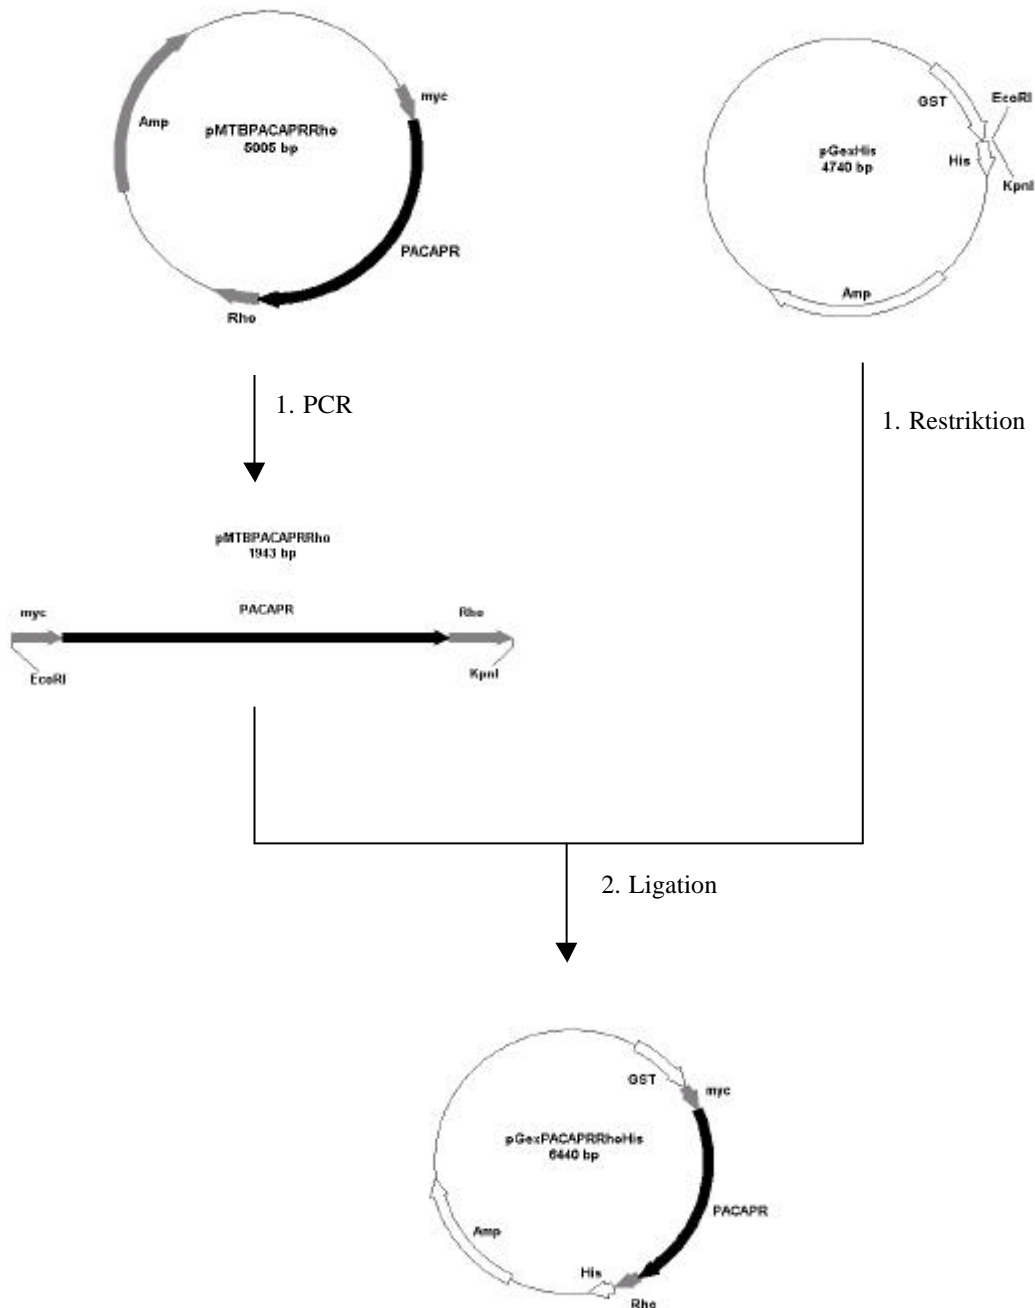 myc
Amp
pMTBPACAPRRho
5005 bp
PACAPR
Rho
GST
EcoRI
pGexHis
4740 bp
His
KpnI
Amp
1. PCR
1. Restriktion
pMTBPACAPRRho
1943 bp
myc
PACAPR
Rho
EcoRI
KpnI
2. Ligation
GST
myc
pGexPACAPRRhoHis
6440 bp
PACAPR
Amp
His
Rho